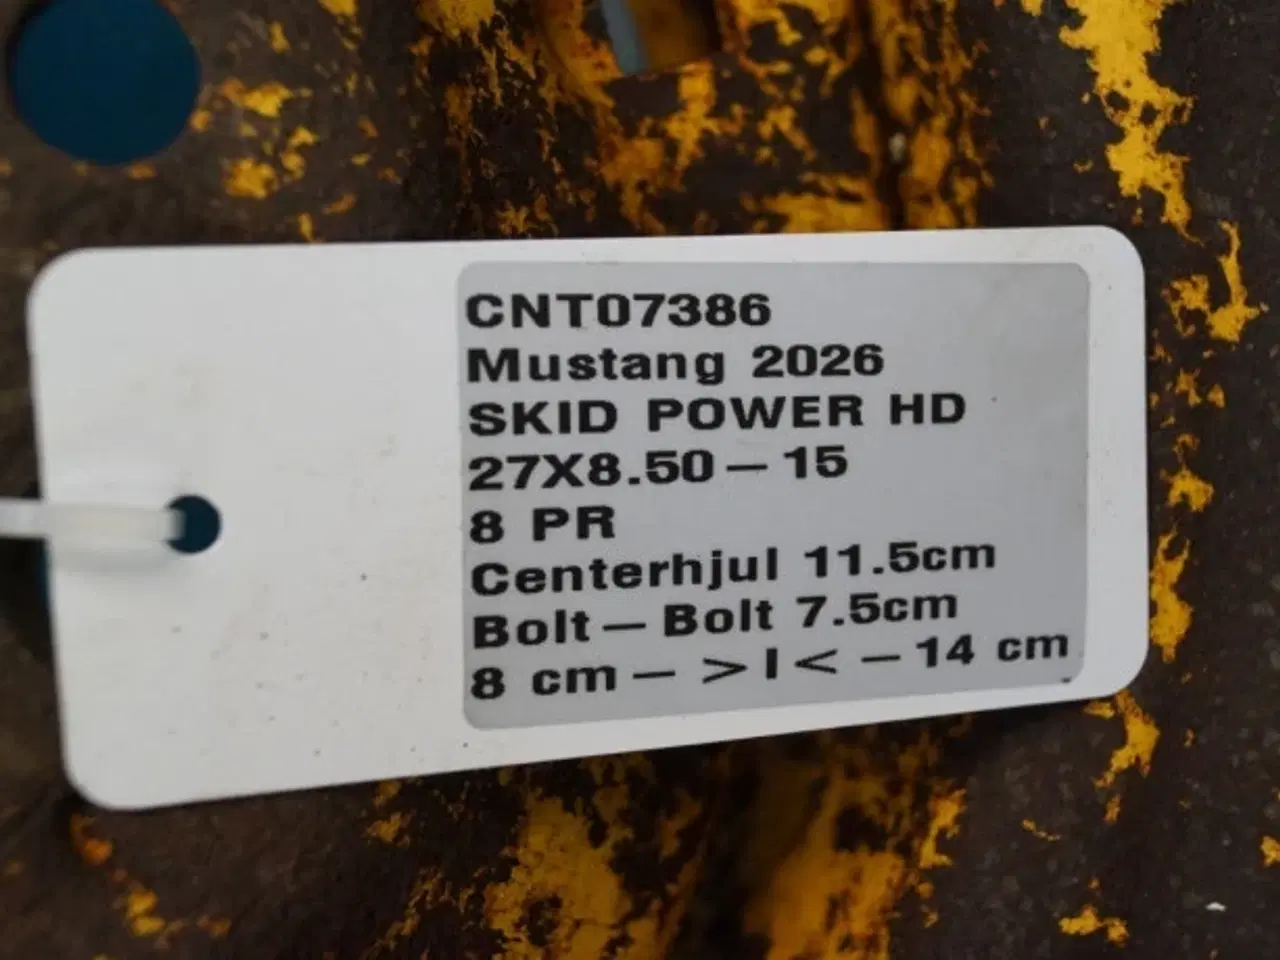 CNT07386
Mustang 2026
SKID POWER HD
27X8.50-15
8 PR
Centerhjul 11.5cm
Bolt-Bolt 7.5cm
8 cm- >I< -14 cm